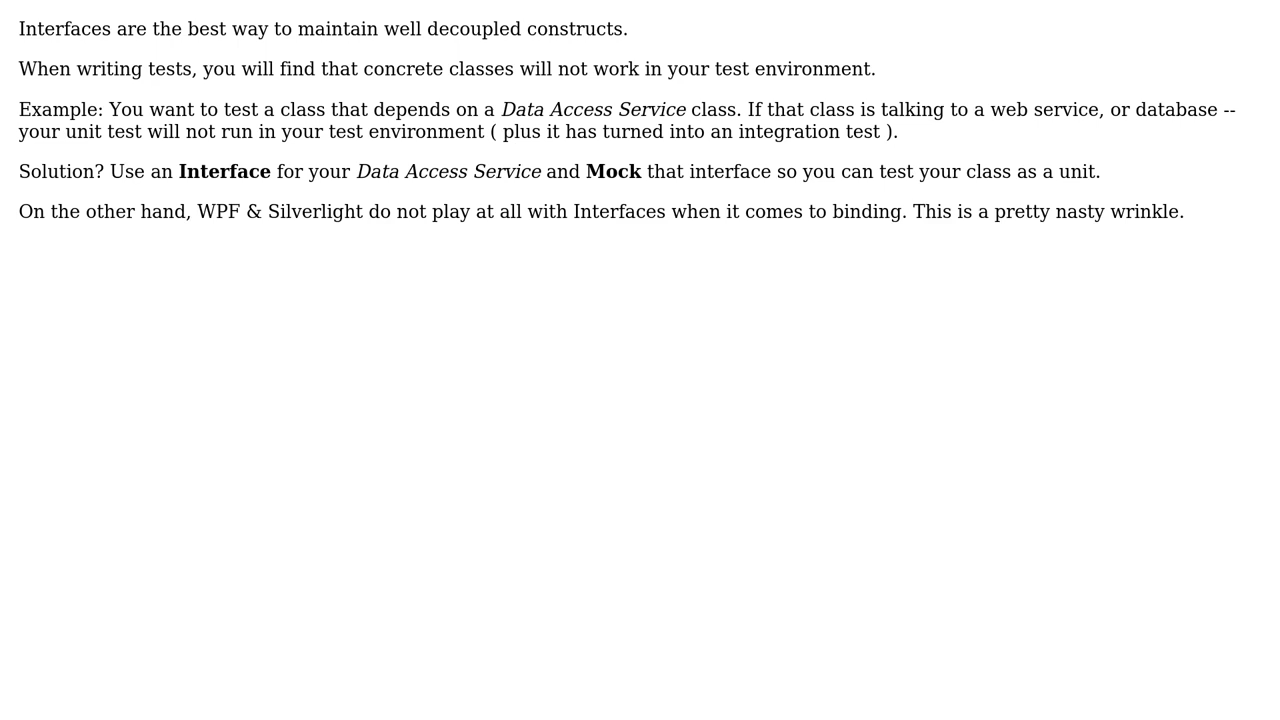 Interfaces are the best way to maintain well decoupled constructs.
When writing tests, you will find that concrete classes will not work in your test environment.
Example: You want to test a class that depends on a Data Access Service class. If that class is talking to a web service, or database --
your unit test will not run in your test environment ( plus it has turned into an integration test ).
Solution? Use an Interface for your Data Access Service and Mock that interface so you can test your class as a unit.
On the other hand, WPF & Silverlight do not play at all with Interfaces when it comes to binding. This is a pretty nasty wrinkle.